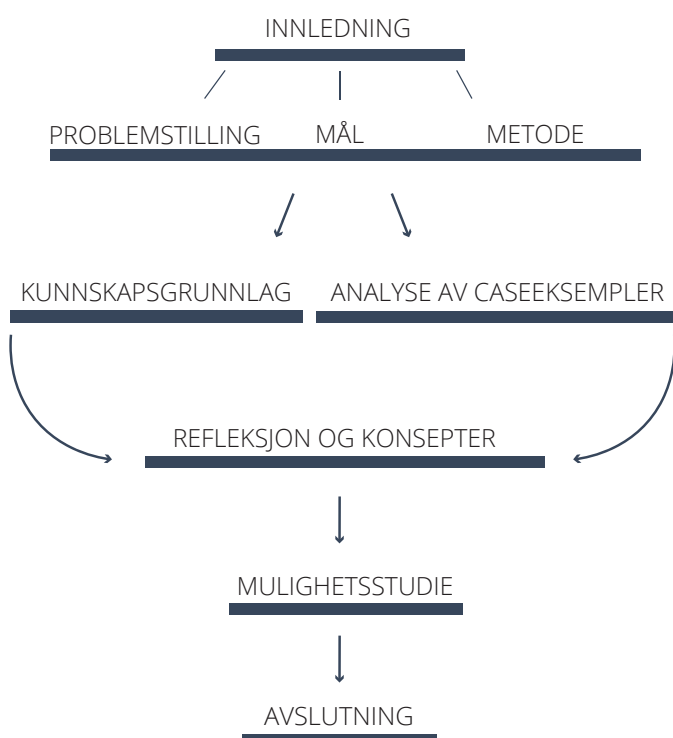 INNLEDNING
PROBLEMSTILLING MÅL METODE
KUNNSKAPSGRUNNLAG ANALYSE AV CASEEKSEMPLER
REFLEKSJON OG KONSEPTER
MULIGHETSSTUDIE
AVSLUTNING